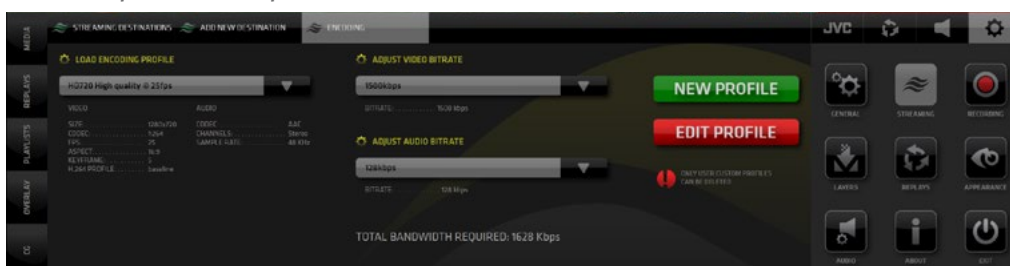 STREAMING DESTINATIONS
ADD NEW DESTINATION
ENCODING
JVC
MEDIA
REPLAYS
PLAYLISTS
OVERLAY
CG
LOAD ENCODING PROFILE
HD720 High quality @ 25fps
VIDEO
SIZE: 1280x720
CODEC: h264
FPS: 25
ASPECT: 16:9
KEYFRAME: 5
H.264 PROFILE: baseline
AUDIO
CODEC: AAC
CHANNELS: Stereo
SAMPLE RATE: 48 KHz
ADJUST VIDEO BITRATE
1500kbps
BITRATE: 1500 kbps
ADJUST AUDIO BITRATE
128kbps
BITRATE: 128 kbps
TOTAL BANDWIDTH REQUIRED: 1628 Kbps
NEW PROFILE
EDIT PROFILE
ONLY USER CUSTOM PROFILES
CAN BE DELETED
GENERAL
STREAMING
RECORDING
LAYERS
REPLAYS
APPEARANCE
AUDIO
ABOUT
EXIT